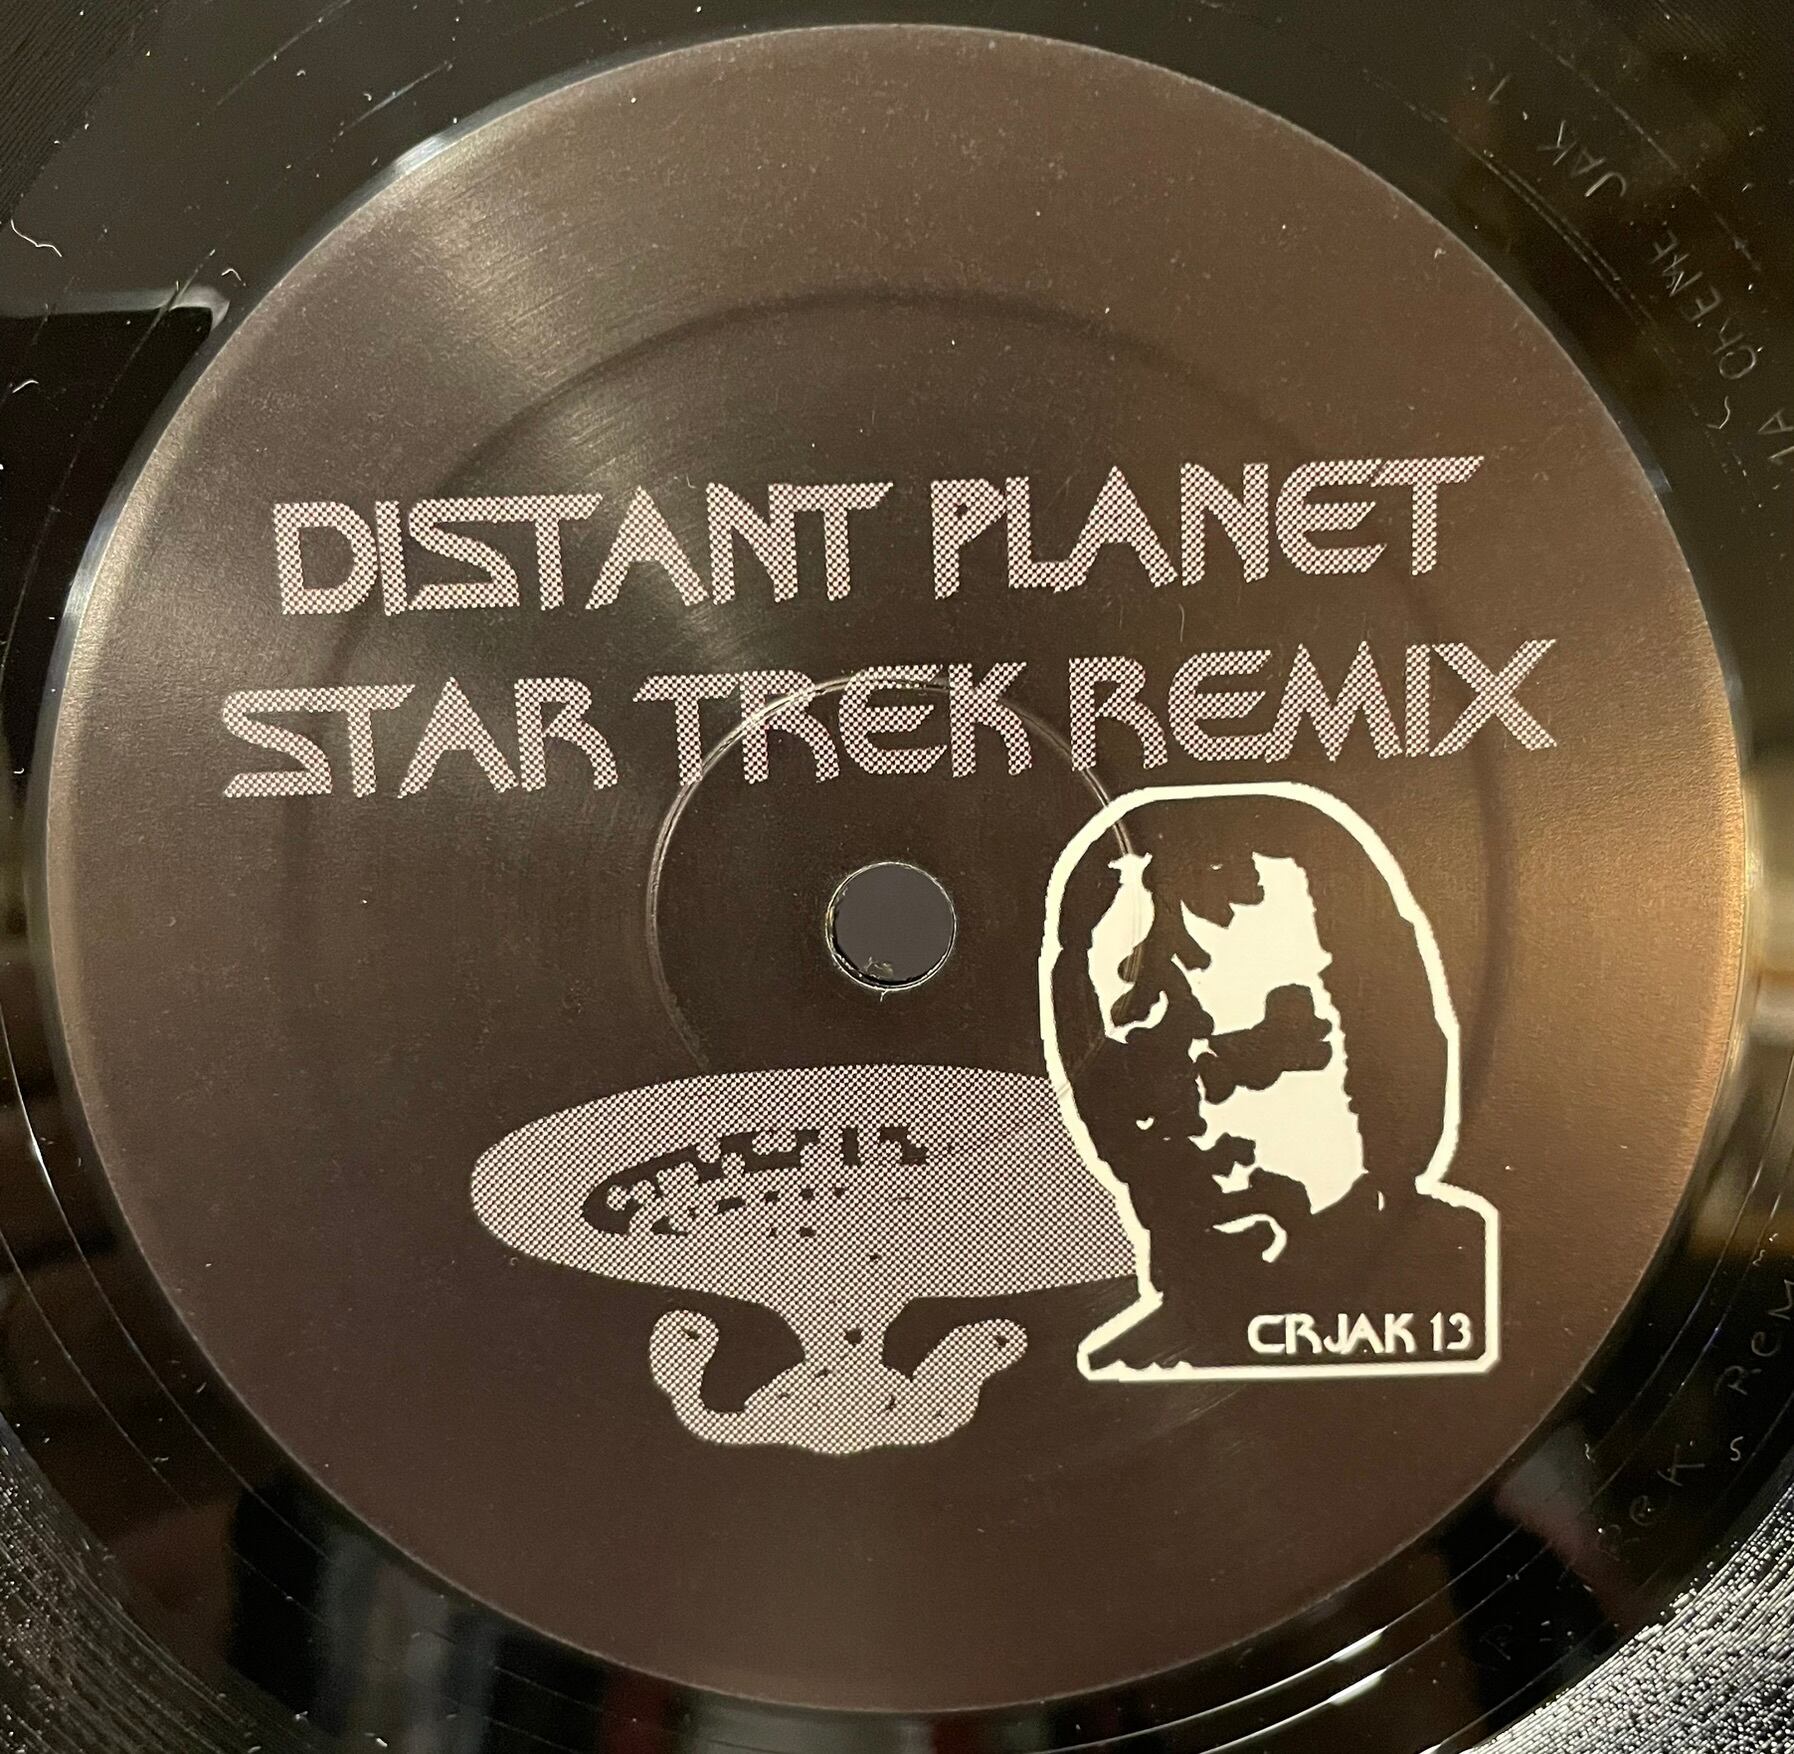 DISTANT PLANET
STAR TREK REMIX
CRJAK 13